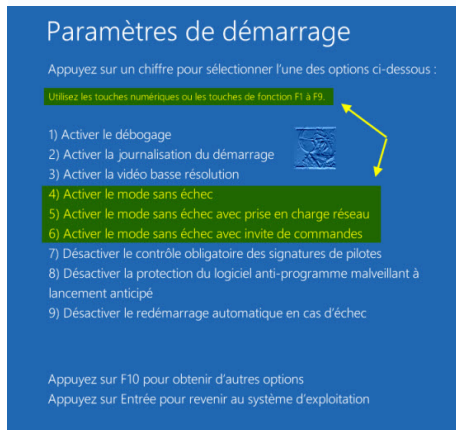 Paramètres de démarrage
Appuyez sur un chiffre pour sélectionner l'une des options ci-dessous :
Utilisez les touches numériques ou les touches de fonction F1 à F9.
1) Activer le débogage
2) Activer la journalisation du démarrage
3) Activer la vidéo basse résolution
4) Activer le mode sans échec
5) Activer le mode sans échec avec prise en charge réseau
6) Activer le mode sans échec avec invite de commandes
7) Désactiver le contrôle obligatoire des signatures de pilotes
8) Désactiver la protection du logiciel anti-programme malveillant à
lancement anticipé
9) Désactiver le redémarrage automatique en cas d'échec
Appuyez sur F10 pour obtenir d'autres options
Appuyez sur Entrée pour revenir au système d'exploitation